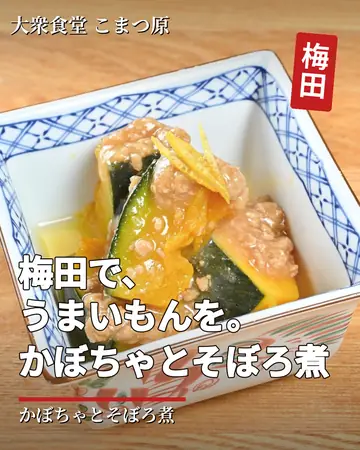 大衆食堂 こまつ原
梅田
梅田で、
うまいもんを。
かぼちゃとそぼろ煮
かぼちゃとそぼろ煮